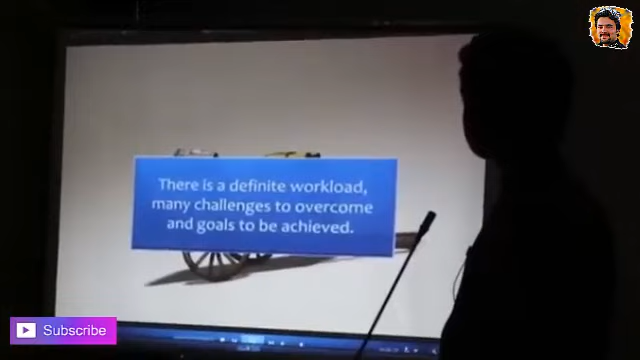 There is a definite workload,
many challenges to overcome
and goals to be achieved.
Subscribe